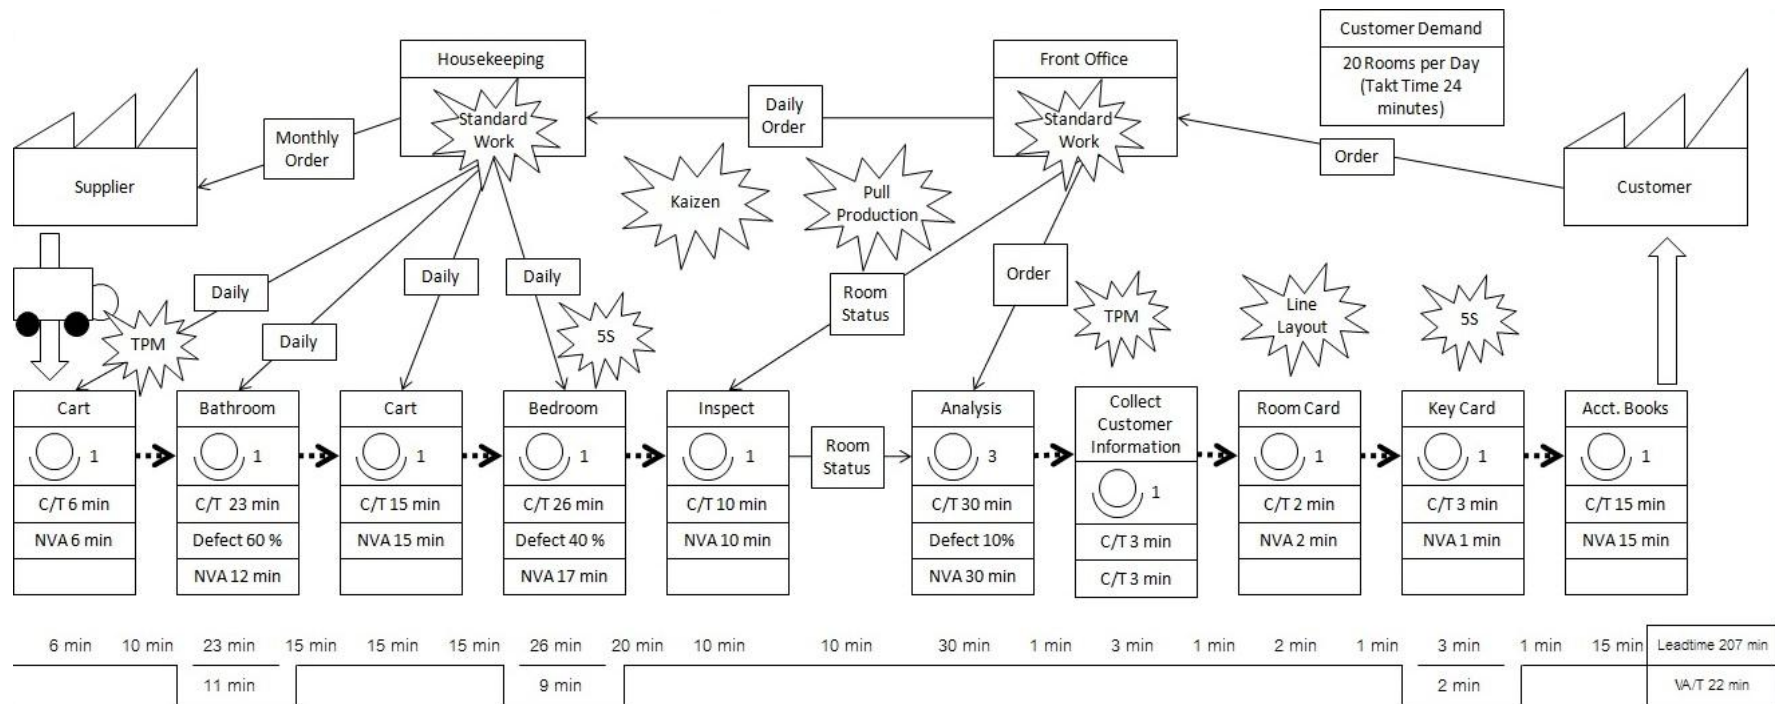 Customer Demand
20 Rooms per Day
(Takt Time 24
minutes)
Housekeeping
Standard
Work
Front Office
Standard
Work
Daily
Order
Monthly
Order
Order
Supplier
Customer
Kaizen
Pull
Production
Daily
Daily
Daily
Daily
Room
Status
Order
TPM
5S
TPM
Line
Layout
5S
Cart
1
C/T 6 min
NVA 6 min
Bathroom
1
C/T 23 min
Defect 60 %
NVA 12 min
Cart
1
C/T 15 min
NVA 15 min
Bedroom
1
C/T 26 min
Defect 40 %
NVA 17 min
Inspect
1
C/T 10 min
NVA 10 min
Room
Status
Analysis
3
C/T 30 min
Defect 10%
NVA 30 min
Collect
Customer
Information
1
C/T 3 min
C/T 3 min
Room Card
1
C/T 2 min
NVA 2 min
Key Card
1
C/T 3 min
NVA 1 min
Acct. Books
1
C/T 15 min
NVA 15 min
6 min 10 min 23 min 15 min 15 min 15 min 26 min 20 min 10 min 10 min 30 min 1 min 3 min 1 min 2 min 1 min 3 min 1 min 15 min Leadtime 207 min
11 min 9 min 2 min VA/T 22 min